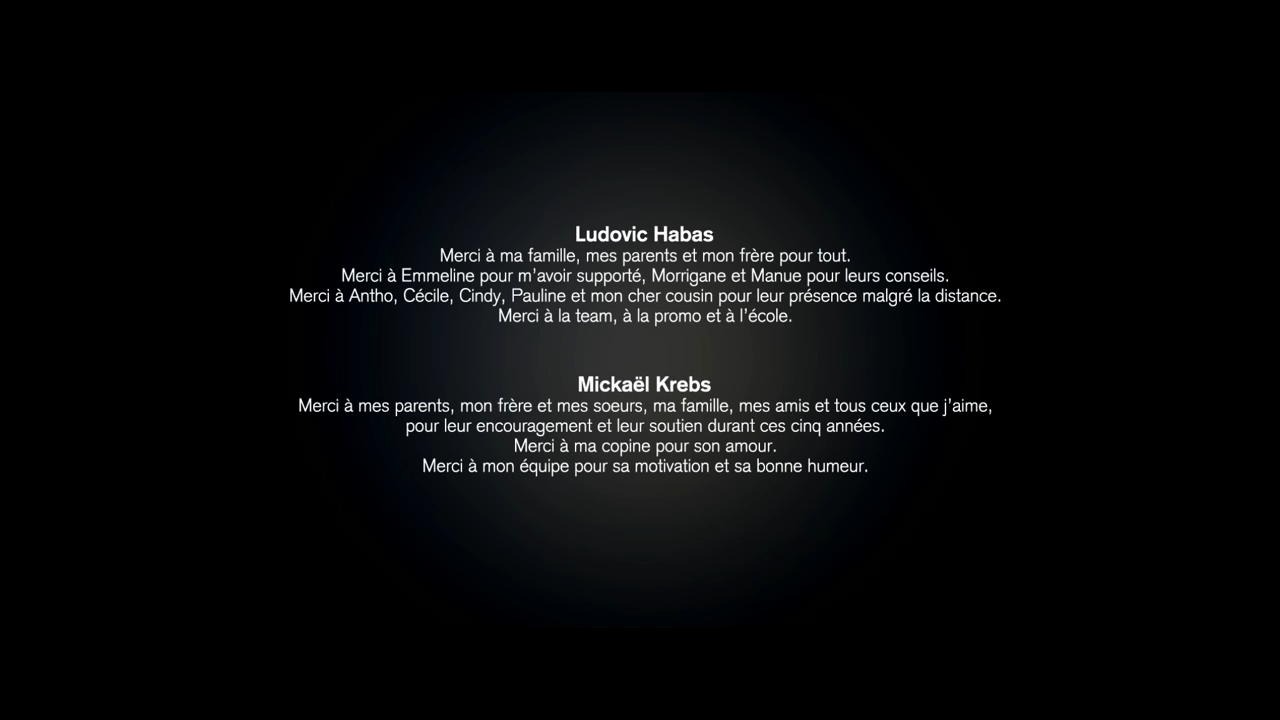 Ludovic Habas
Merci à ma famille, mes parents et mon frère pour tout.
Merci à Emmeline pour m'avoir supporté, Morrigane et Manue pour leurs conseils.
Merci à Antho, Cécile, Cindy, Pauline et mon cher cousin pour leur présence malgré la distance.
Merci à la team, à la promo et à l'école.
Mickaël Krebs
Merci à mes parents, mon frère et mes soeurs, ma famille, mes amis et tous ceux que j'aime,
pour leur encouragement et leur soutien durant ces cinq années.
Merci à ma copine pour son amour.
Merci à mon équipe pour sa motivation et sa bonne humeur.